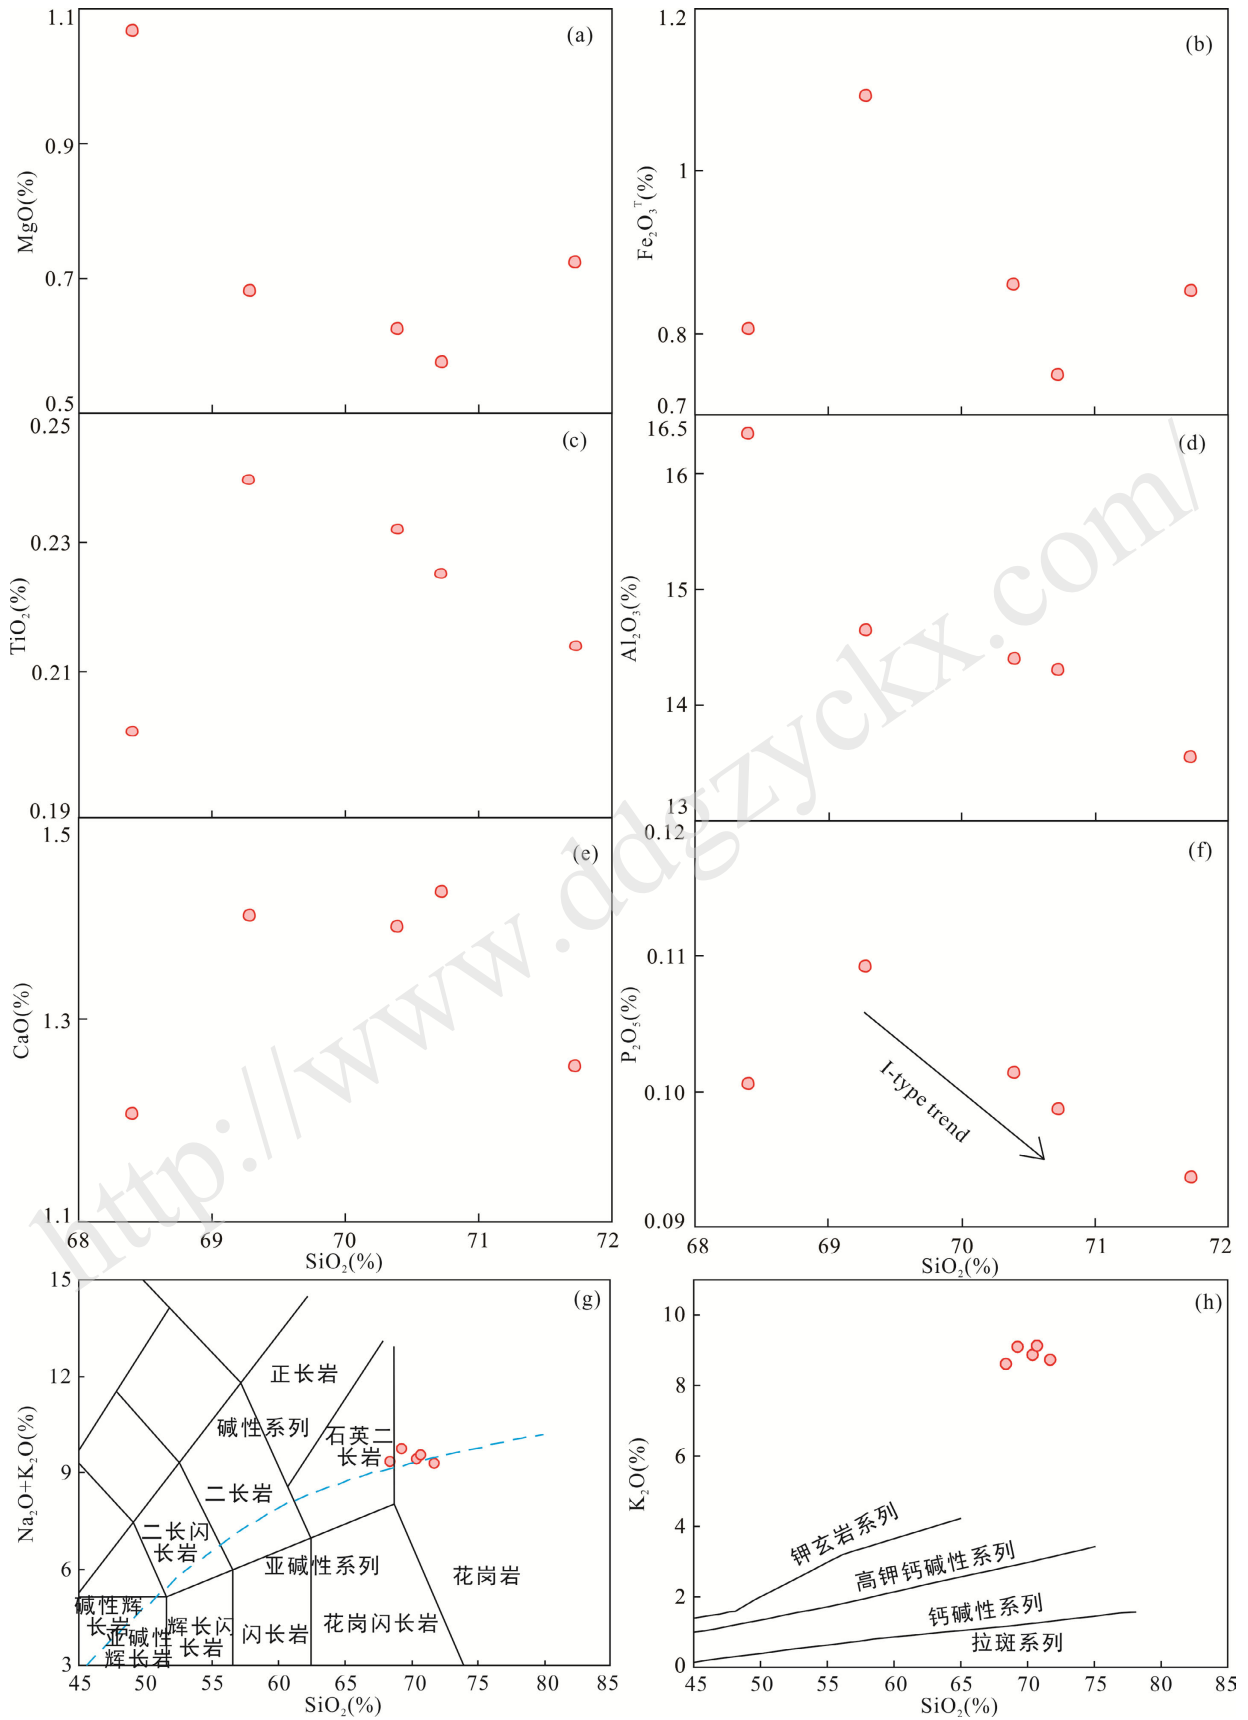 1.1
0.9
0.7
0.5
MgO(%)
(a)
1.2
1
0.8
0.7
Fe₂O₃ᵀ(%)
(b)
0.25
0.23
0.21
0.19
TiO₂(%)
(c)
16.5
16
15
14
13
Al₂O₃(%)
(d)
1.5
1.3
1.1
CaO(%)
(e)
68
69
70
71
72
SiO₂(%)
0.12
0.11
0.10
0.09
P₂O₅(%)
(f)
I-type trend
68
69
70
71
72
SiO₂(%)
15
12
9
6
3
Na₂O+K₂O(%)
(g)
正长岩
碱性系列
石英二
长岩
二长岩
二长闪
长岩
亚碱性系列
花岗岩
碱性辉
长岩
亚碱性
辉长岩
辉长闪
长岩
闪长岩
花岗闪长岩
45
50
55
60
65
70
75
80
85
SiO₂(%)
10
8
6
4
2
0
K₂O(%)
(h)
钾玄岩系列
高钾钙碱性系列
钙碱性系列
拉斑系列
45
50
55
60
65
70
75
80
85
SiO₂(%)
http://www.ddgzyckx.com/